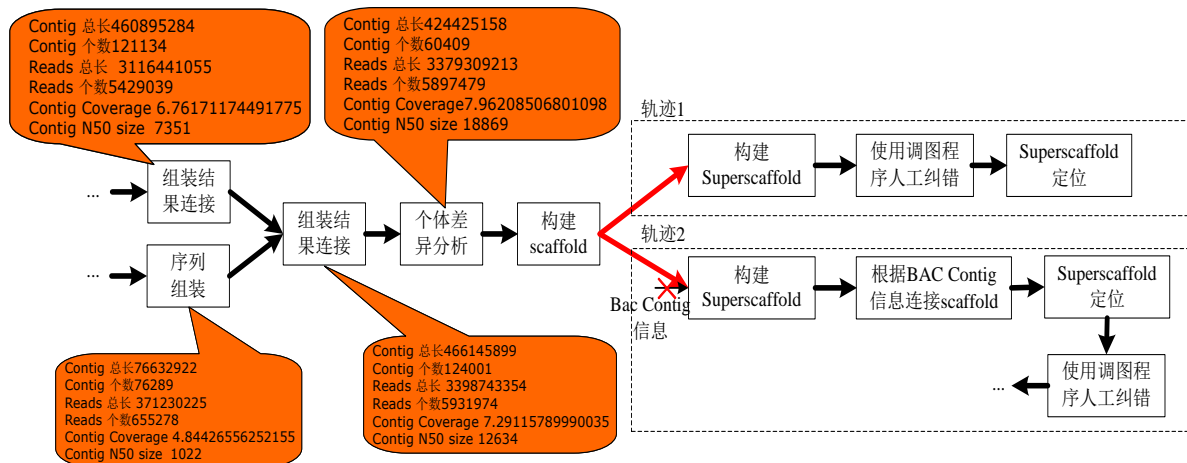 Contig 总长460895284
Contig 个数121134
Reads 总长 3116441055
Reads 个数5429039
Contig Coverage 6.76171174491775
Contig N50 size 7351
Contig 总长424425158
Contig 个数60409
Reads 总长 3379309213
Reads 个数5897479
Contig Coverage7.96208506801098
Contig N50 size 18869
轨迹1
构建
Superscaffold
使用调图程
序人工纠错
Superscaffold
定位
...
组装结
果连接
组装结
果连接
个体差
异分析
构建
scaffold
轨迹2
...
序列
组装
Bac Contig
信息
构建
Superscaffold
根据BAC Contig
信息连接scaffold
Superscaffold
定位
使用调图程
序人工纠错
...
Contig 总长76632922
Contig 个数76289
Reads 总长 371230225
Reads 个数655278
Contig Coverage 4.84426556252155
Contig N50 size 1022
Contig 总长466145899
Contig 个数124001
Reads 总长 3398743354
Reads 个数5931974
Contig Coverage 7.29115789990035
Contig N50 size 12634